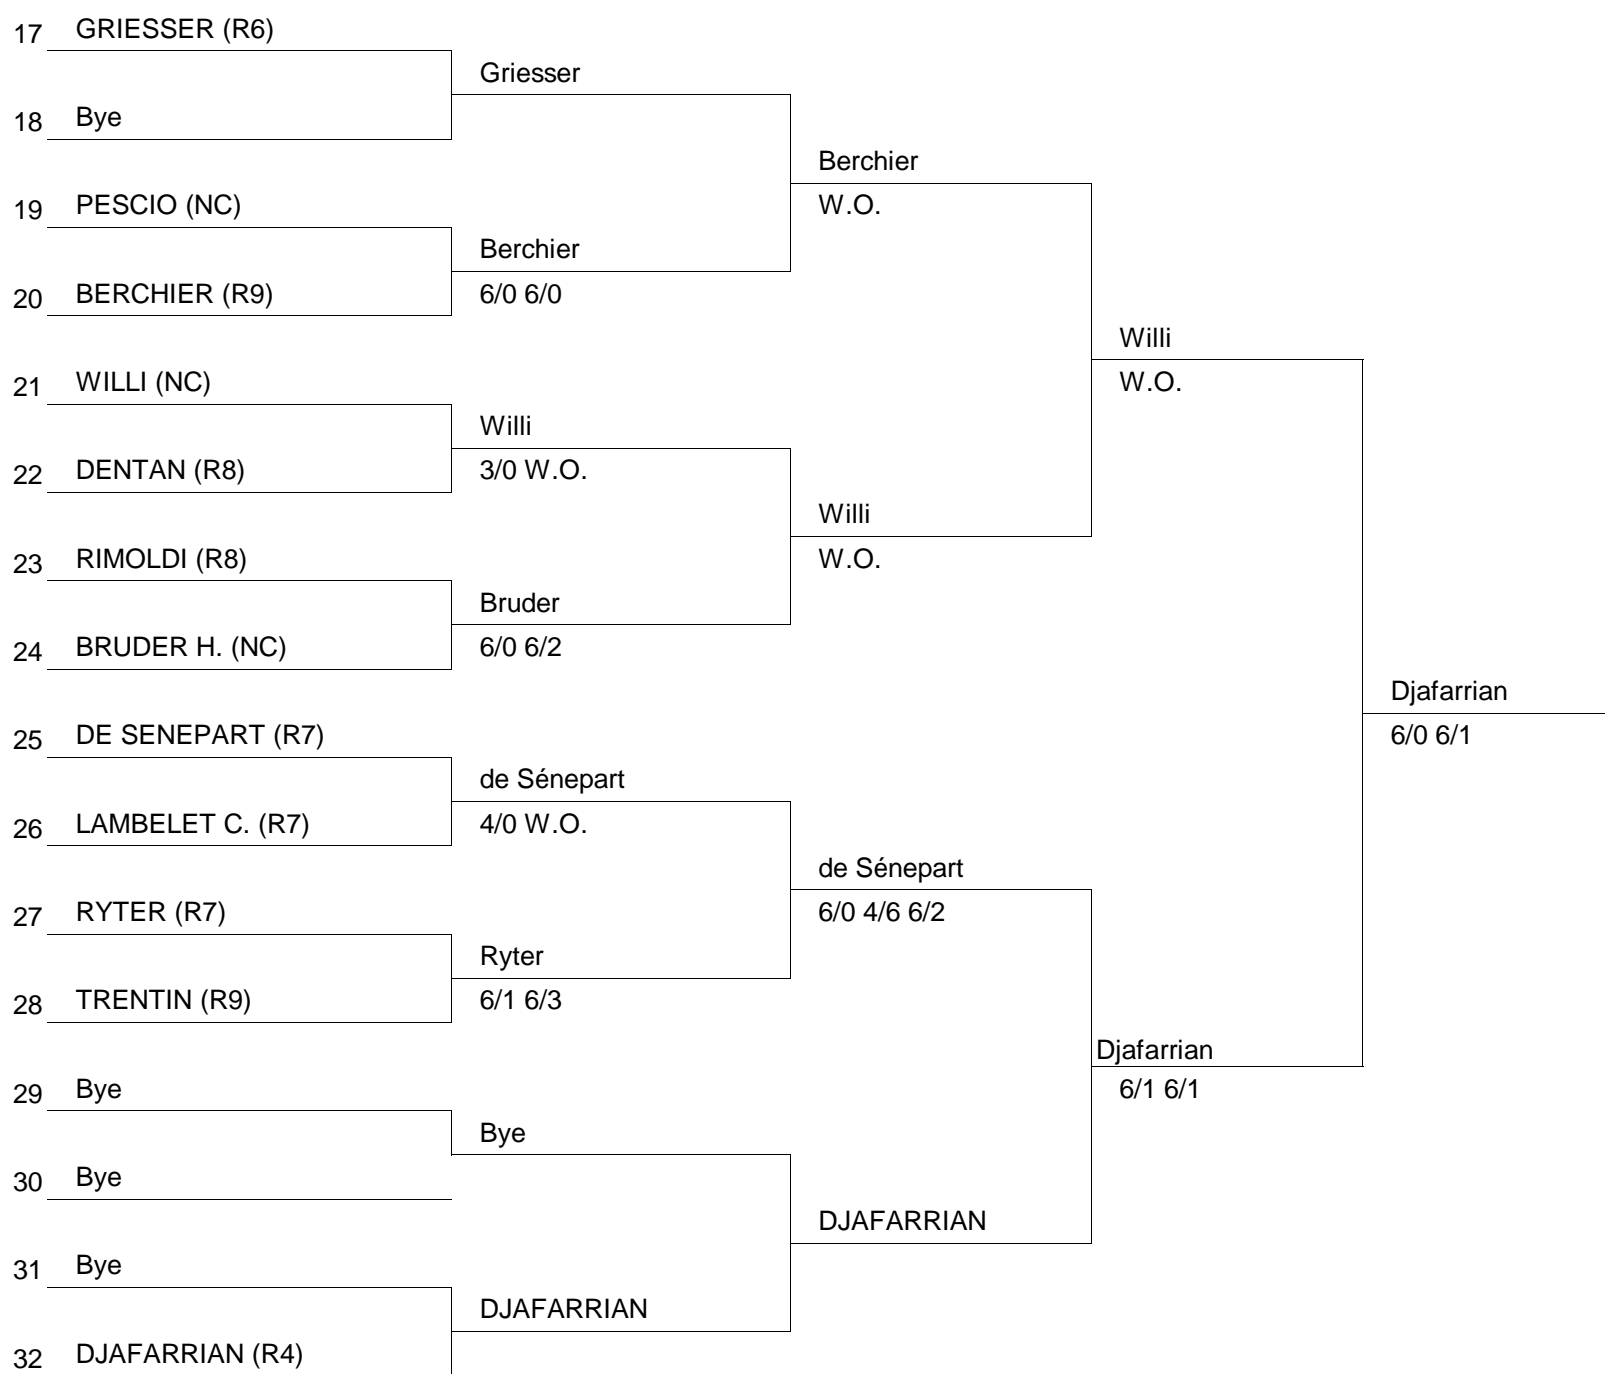 17 GRIESSER (R6)
Griesser
18 Bye
Berchier
19 PESCIO (NC) W.O.
Berchier
20 BERCHIER (R9) 6/0 6/0
Willi
21 WILLI (NC) W.O.
Willi
22 DENTAN (R8) 3/0 W.O.
Willi
23 RIMOLDI (R8) W.O.
Bruder
24 BRUDER H. (NC) 6/0 6/2
Djafarrian
25 DE SENEPART (R7) 6/0 6/1
de Sénepart
26 LAMBELET C. (R7) 4/0 W.O.
de Sénepart
27 RYTER (R7) 6/0 4/6 6/2
Ryter
28 TRENTIN (R9) 6/1 6/3
Djafarrian
29 Bye 6/1 6/1
Bye
30 Bye
DJAFARRIAN
31 Bye
DJAFARRIAN
32 DJAFARRIAN (R4)